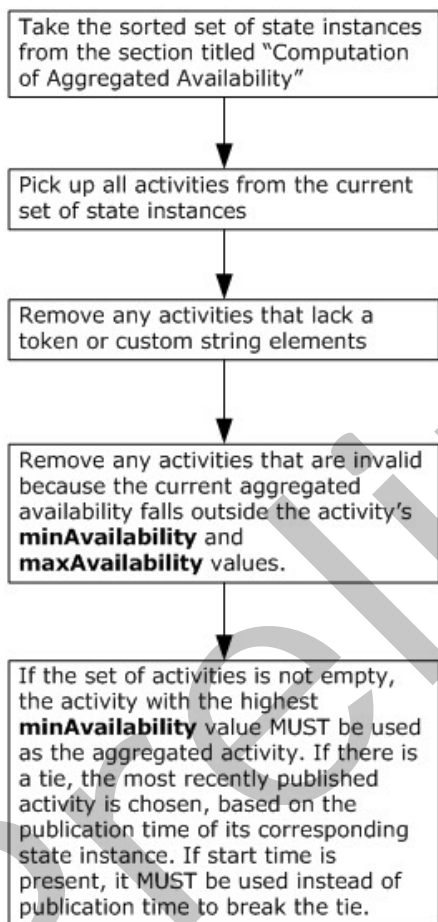 Take the sorted set of state instances
from the section titled “Computation
of Aggregated Availability”
Pick up all activities from the current
set of state instances
Remove any activities that lack a
token or custom string elements
Remove any activities that are invalid
because the current aggregated
availability falls outside the activity’s
minAvailability and
maxAvailability values.
If the set of activities is not empty,
the activity with the highest
minAvailability value MUST be used
as the aggregated activity. If there is
a tie, the most recently published
activity is chosen, based on the
publication time of its corresponding
state instance. If start time is
present, it MUST be used instead of
publication time to break the tie.